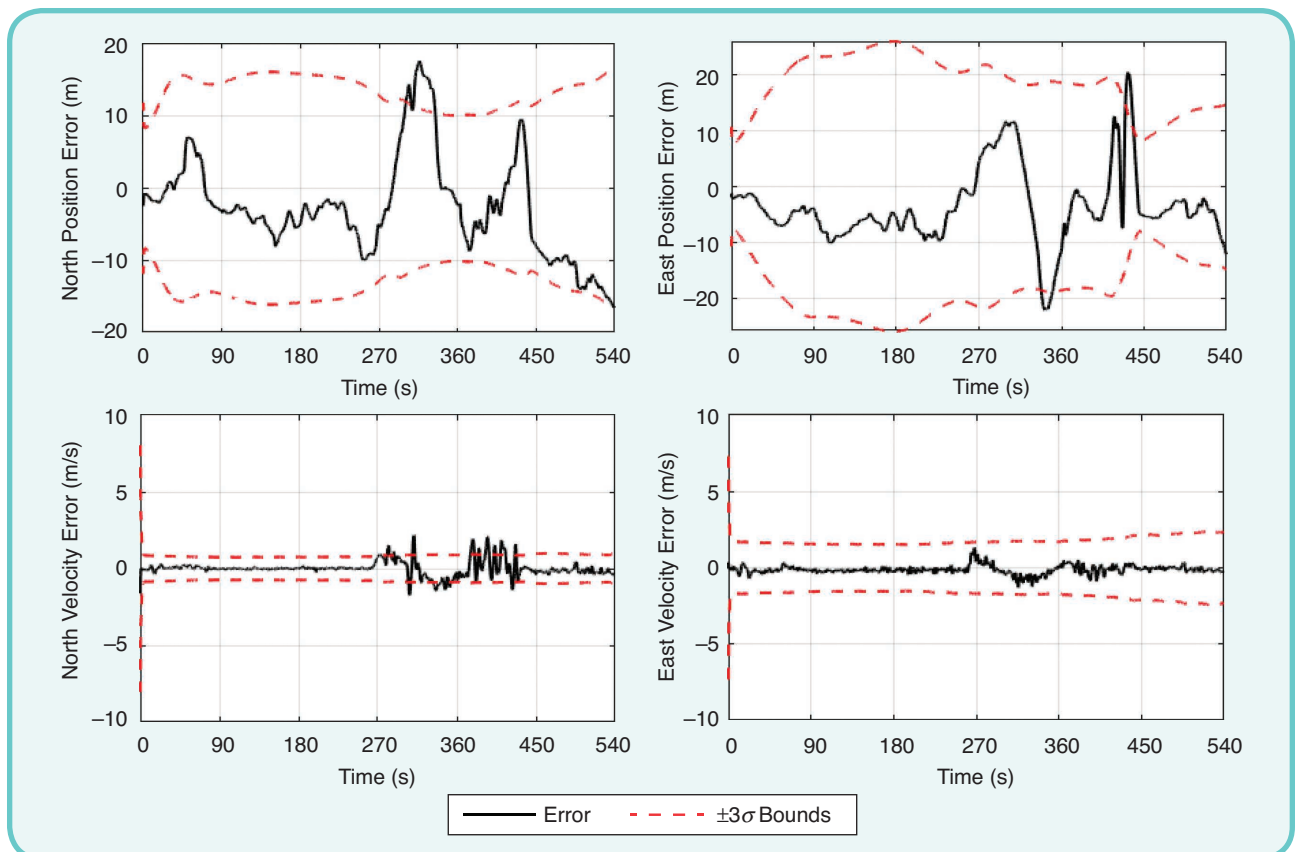 North Position Error (m)
20
10
0
–10
–20
0 90 180 270 360 450 540
Time (s)
East Position Error (m)
20
10
0
–10
–20
0 90 180 270 360 450 540
Time (s)
North Velocity Error (m/s)
10
5
0
–5
–10
0 90 180 270 360 450 540
Time (s)
East Velocity Error (m/s)
10
5
0
–5
–10
0 90 180 270 360 450 540
Time (s)
Error ±3σ Bounds